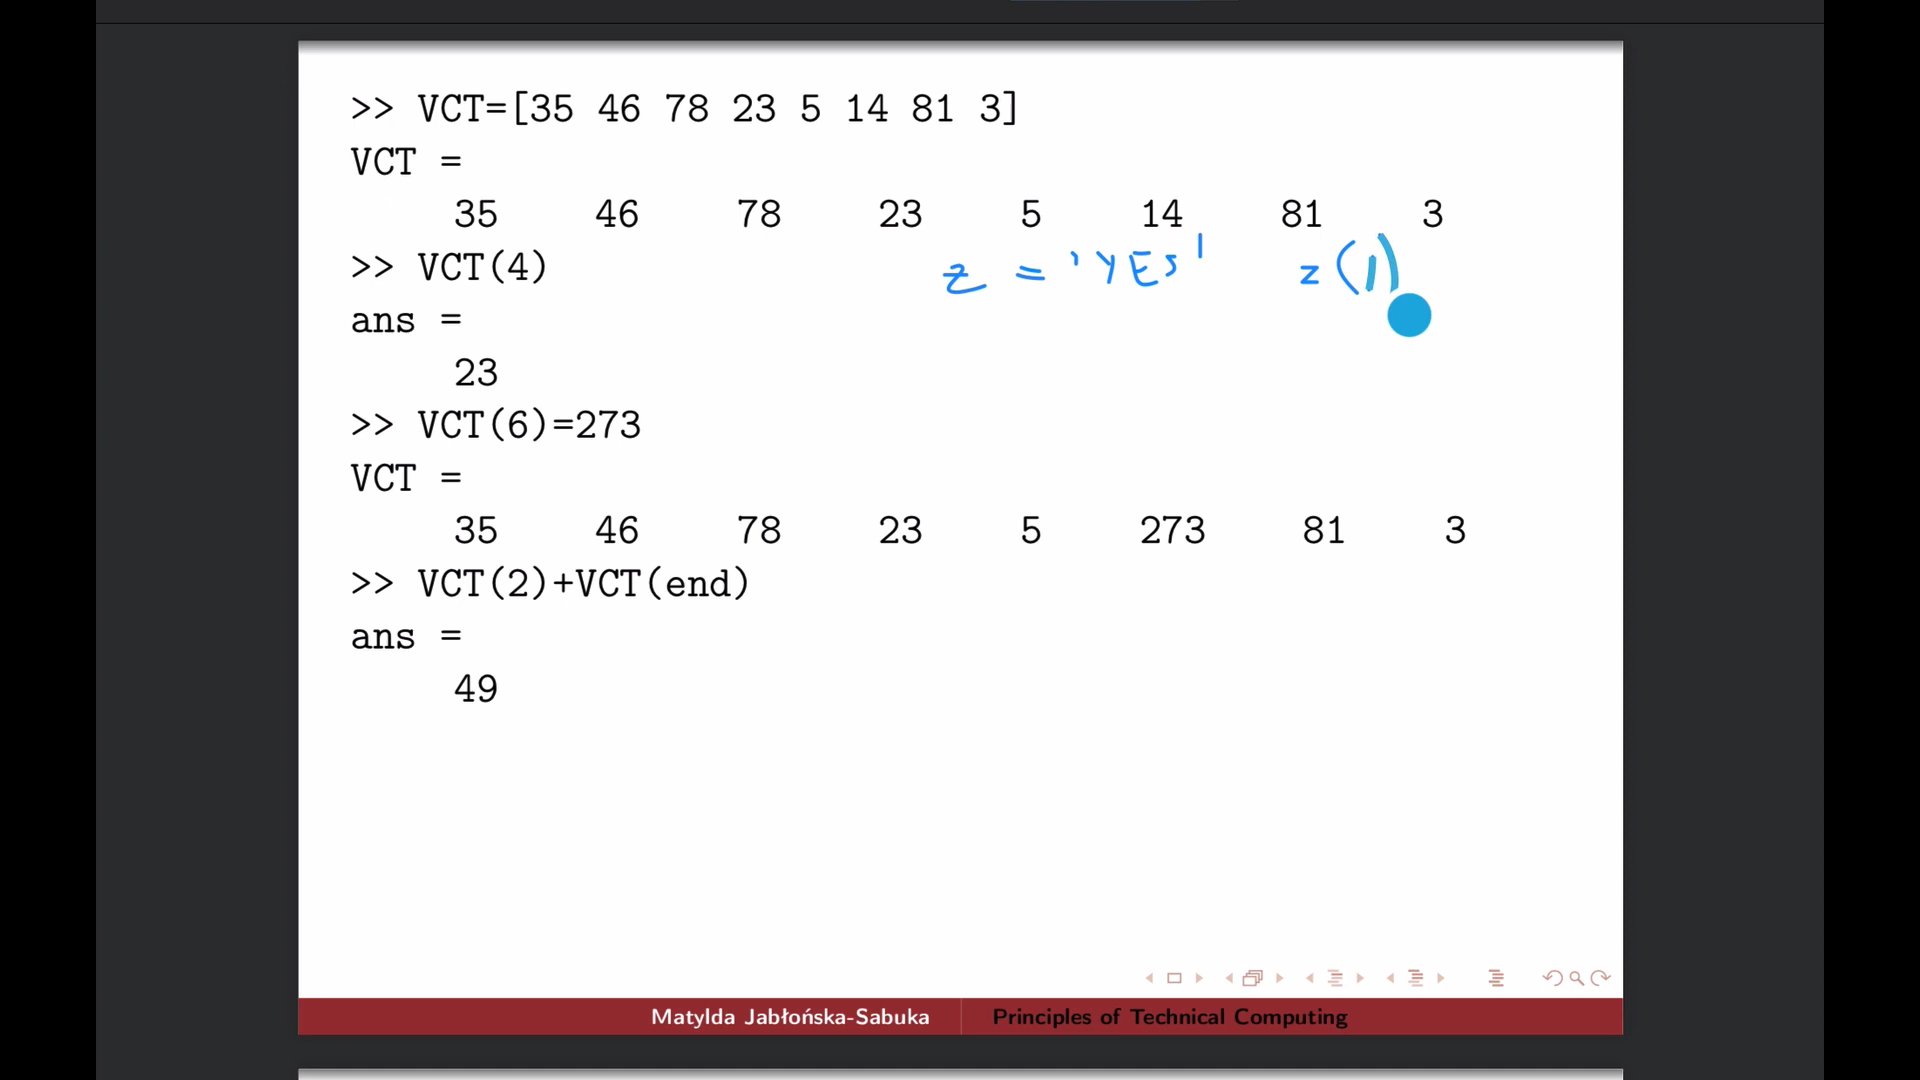 >> VCT=[35 46 78 23 5 14 81 3]
VCT =
35 46 78 23 5 14 81 3
>> VCT(4)
z = 'YES' z(1)
ans =
23
>> VCT(6)=273
VCT =
35 46 78 23 5 273 81 3
>> VCT(2)+VCT(end)
ans =
49
Matylda Jabłońska-Sabuka Principles of Technical Computing